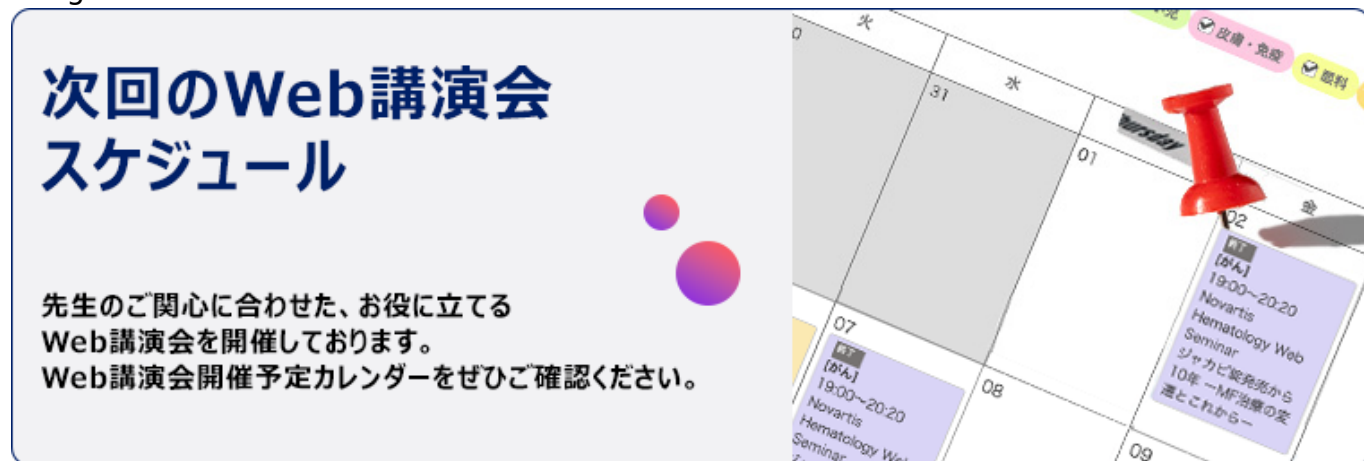 次回のWeb講演会
スケジュール
先生のご関心に合わせた、お役に立てる
Web講演会を開催しております。
Web講演会開催予定カレンダーをぜひご確認ください。
皮膚・免疫
眼科
火
水
金
31
01
02
終了
[がん]
19:00~20:20
Novartis
Hematology Web
Seminar
ジャカビ錠発売から
10年 ーMF治療の変
遷とこれからー
07
終了
[がん]
19:00~20:20
Novartis
Hematology Web
Seminar
08
09